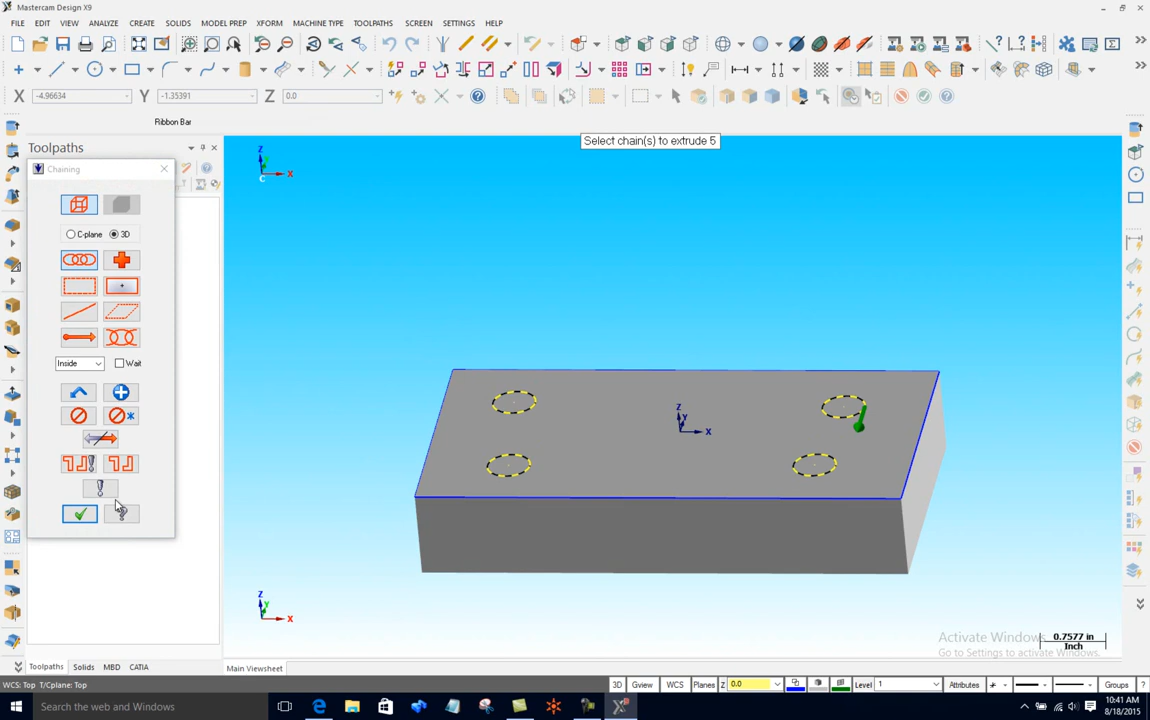 Mastercam Design X9
FILE EDIT VIEW ANALYZE CREATE SOLIDS MODEL PREP XFORM MACHINE TYPE TOOLPATHS SCREEN SETTINGS HELP
X -4.96634 Y -1.35391 Z 0.0
Ribbon Bar
Select chain(s) to extrude 5
Toolpaths
Chaining
C-plane 3D
Inside Wait
Z
Y
X
C
Z
Y
X
Z
Y
X
0.7577 in
Inch
Activate Windows
Go to Settings to activate Windows.
Toolpaths Solids MBD CATIA
Main Viewsheet
WCS: Top T/Cplane: Top
3D Gview WCS Planes Z 0.0 Level 1 Attributes Groups ?
Search the web and Windows
10:41 AM
8/18/2015